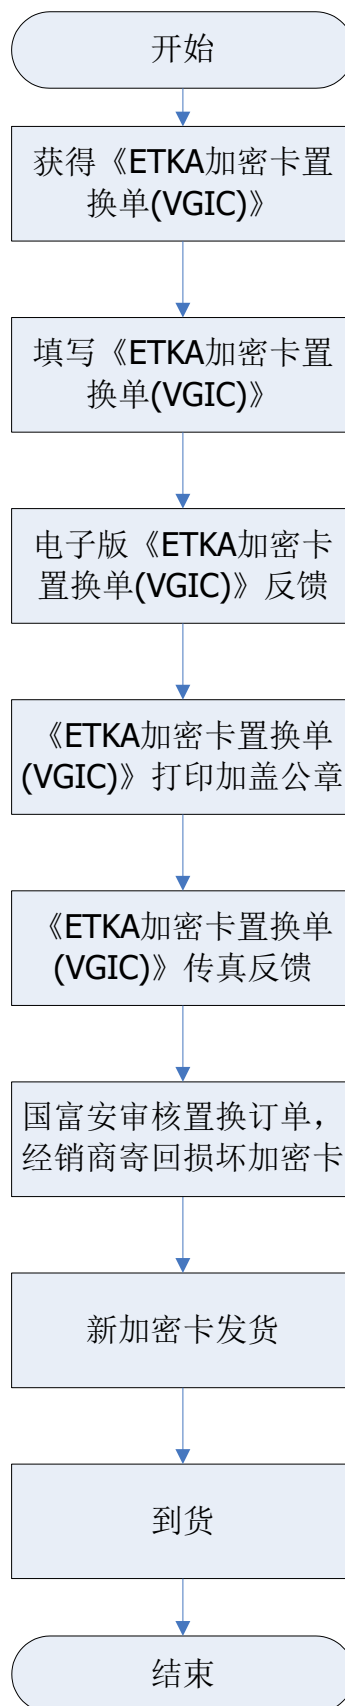 开始
获得《ETKA加密卡置
换单(VGIC)》
填写《ETKA加密卡置
换单(VGIC)》
电子版《ETKA加密卡
置换单(VGIC)》反馈
《ETKA加密卡置换单
(VGIC)》打印加盖公章
《ETKA加密卡置换单
(VGIC)》传真反馈
国富安审核置换订单，
经销商寄回损坏加密卡
新加密卡发货
到货
结束